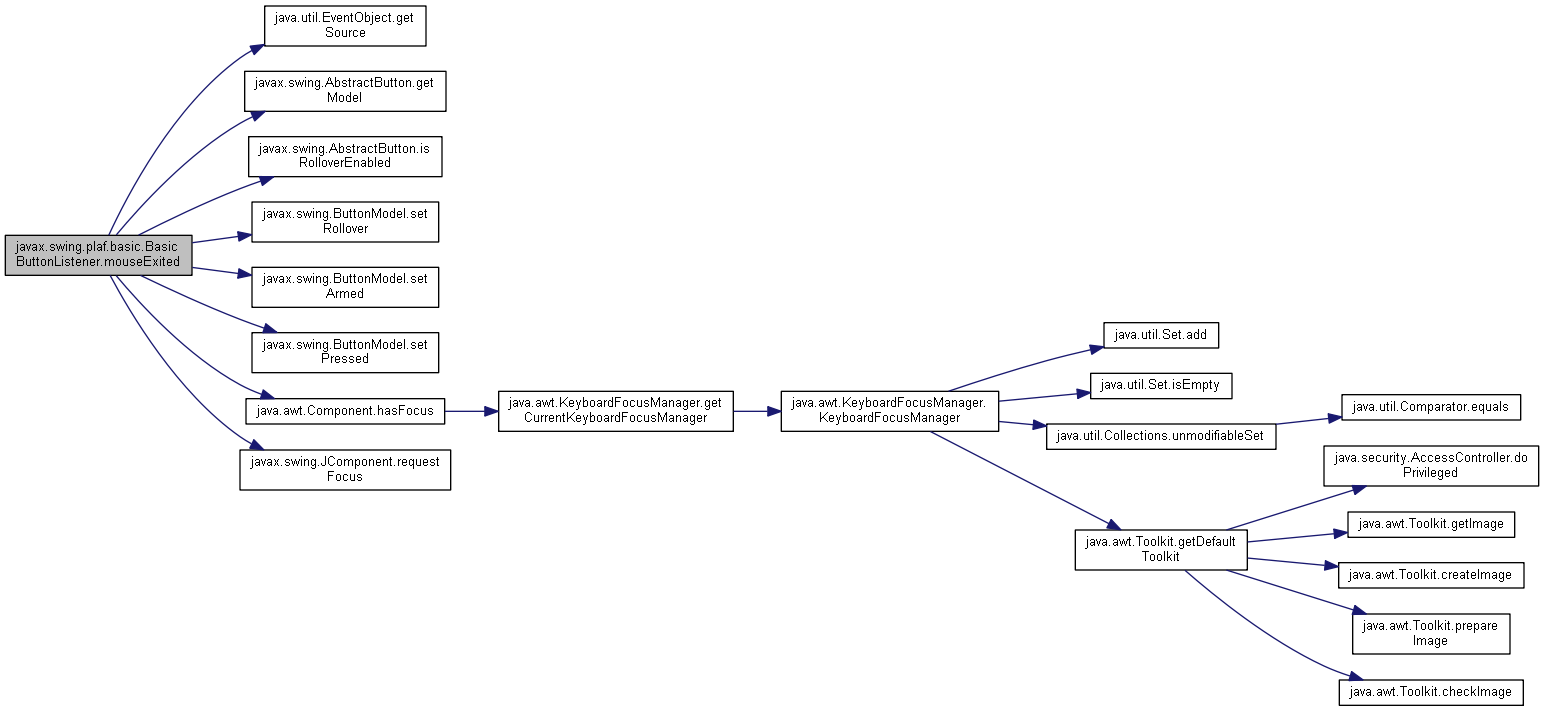 java.util.EventObject.get
Source
javax.swing.AbstractButton.get
Model
javax.swing.AbstractButton.is
RolloverEnabled
javax.swing.ButtonModel.set
Rollover
javax.swing.plaf.basic.Basic
ButtonListener.mouseExited
javax.swing.ButtonModel.set
Armed
javax.swing.ButtonModel.set
Pressed
java.awt.Component.hasFocus
javax.swing.JComponent.request
Focus
java.awt.KeyboardFocusManager.get
CurrentKeyboardFocusManager
java.awt.KeyboardFocusManager.
KeyboardFocusManager
java.util.Set.add
java.util.Set.isEmpty
java.util.Collections.unmodifiableSet
java.util.Comparator.equals
java.awt.Toolkit.getDefault
Toolkit
java.security.AccessController.do
Privileged
java.awt.Toolkit.getImage
java.awt.Toolkit.createImage
java.awt.Toolkit.prepare
Image
java.awt.Toolkit.checkImage